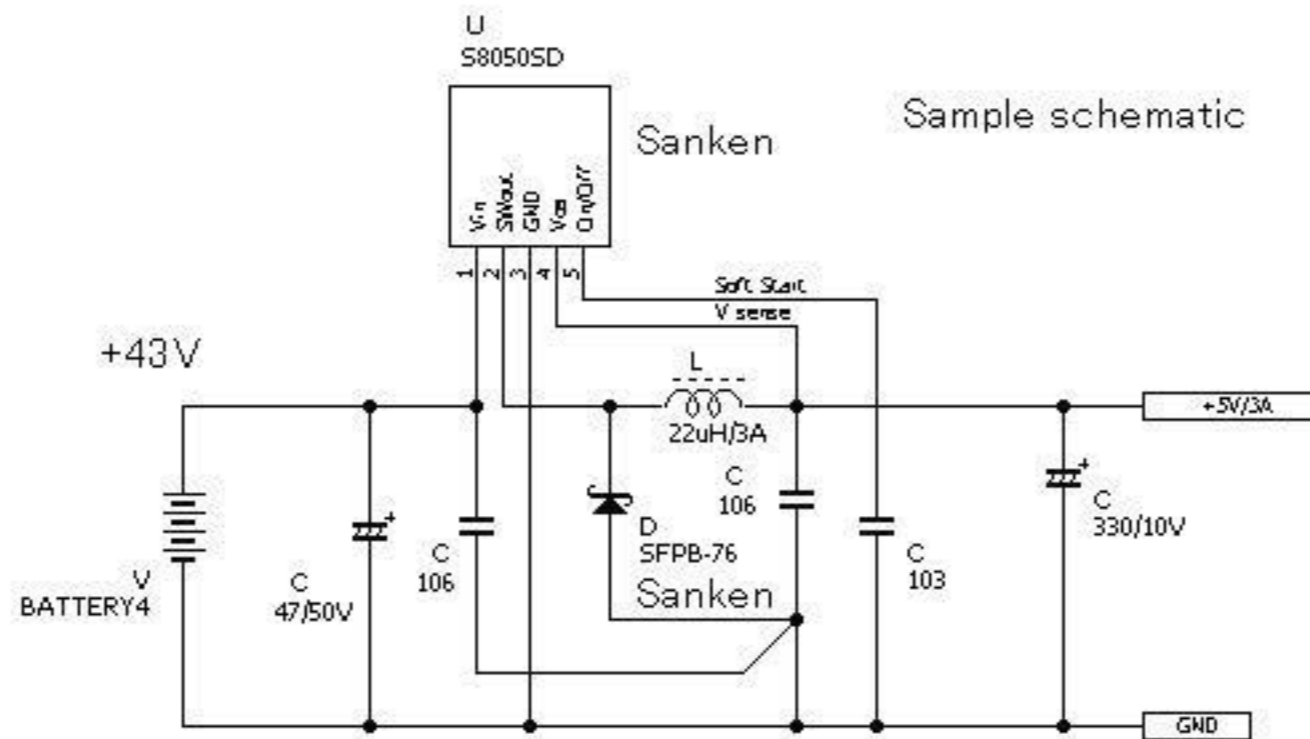 U
S8050SD
Sample schematic
Sanken
Vin
SWout
GND
Vos
On/Off
1
2
3
4
5
Soft Start
V sense
+43V
L
22uH/3A
+5V/3A
C
106
C
330/10V
D
SFPB-76
Sanken
C
103
V
BATTERY4
C
47/50V
C
106
GND